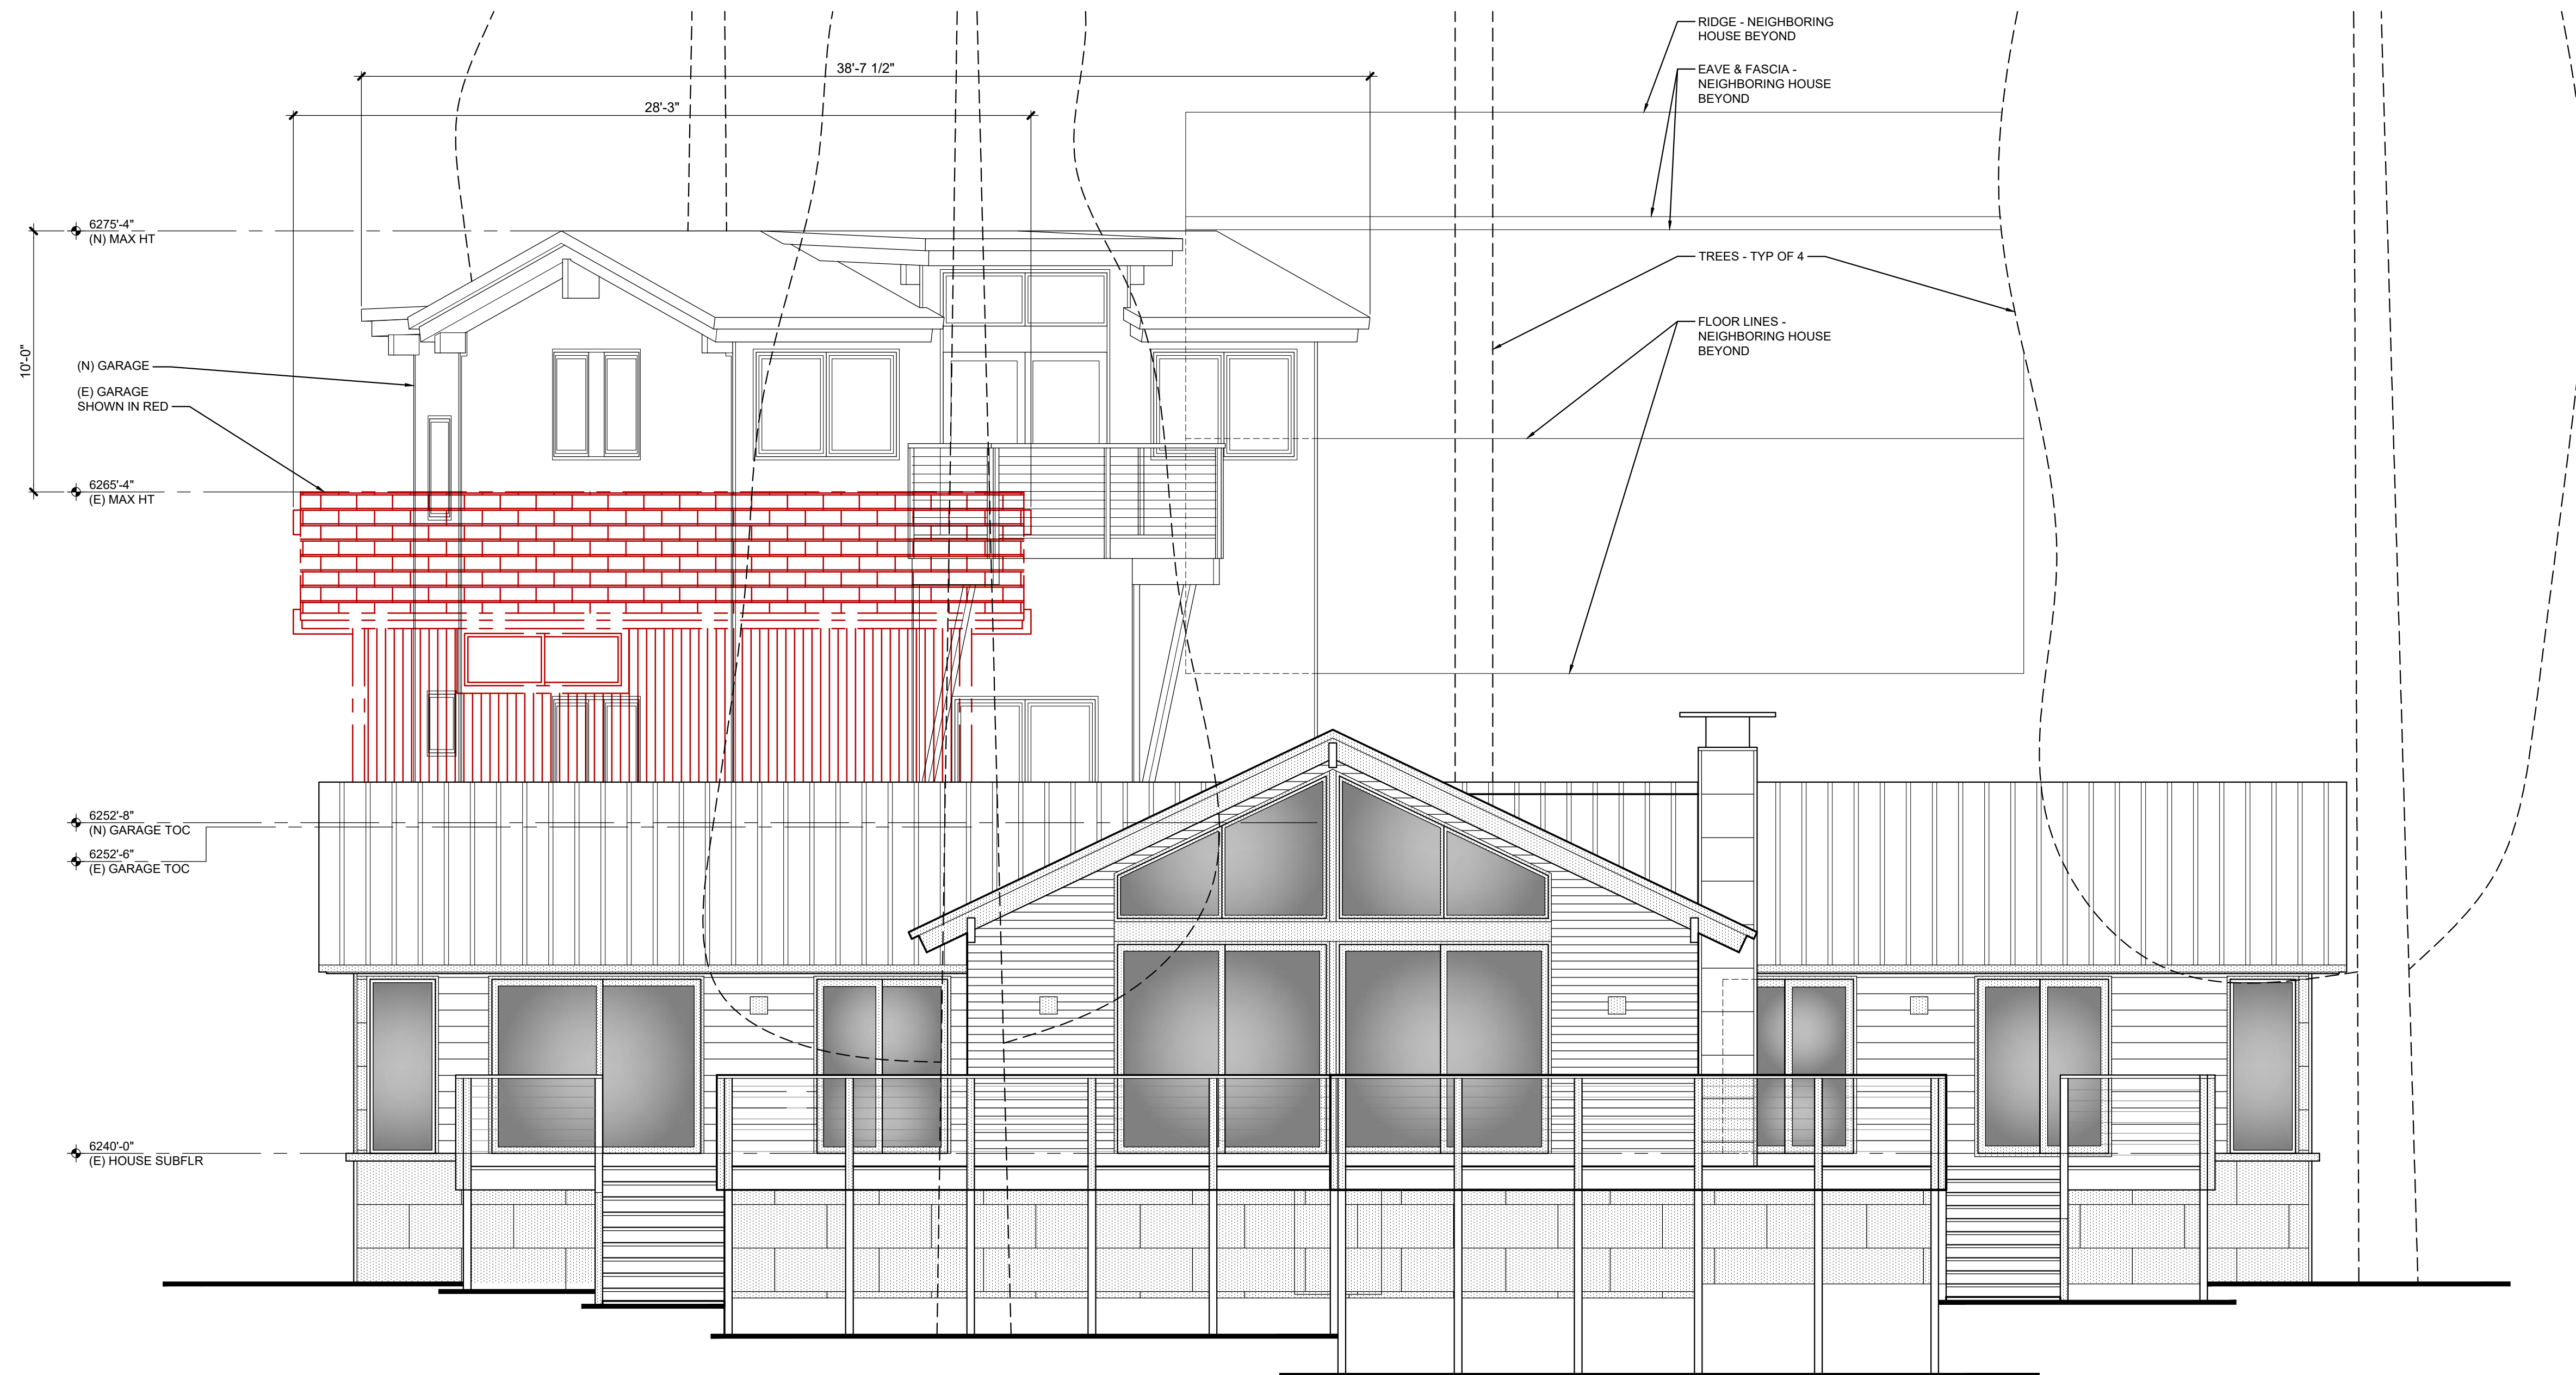 RIDGE - NEIGHBORING
HOUSE BEYOND
38'-7 1/2"
EAVE & FASCIA -
NEIGHBORING HOUSE
BEYOND
28'-3"
6275'-4"
(N) MAX HT
TREES - TYP OF 4
FLOOR LINES -
NEIGHBORING HOUSE
BEYOND
10'-0"
(N) GARAGE
(E) GARAGE
SHOWN IN RED
6265'-4"
(E) MAX HT
6252'-8"
(N) GARAGE TOC
6252'-6"
(E) GARAGE TOC
6240'-0"
(E) HOUSE SUBFLR